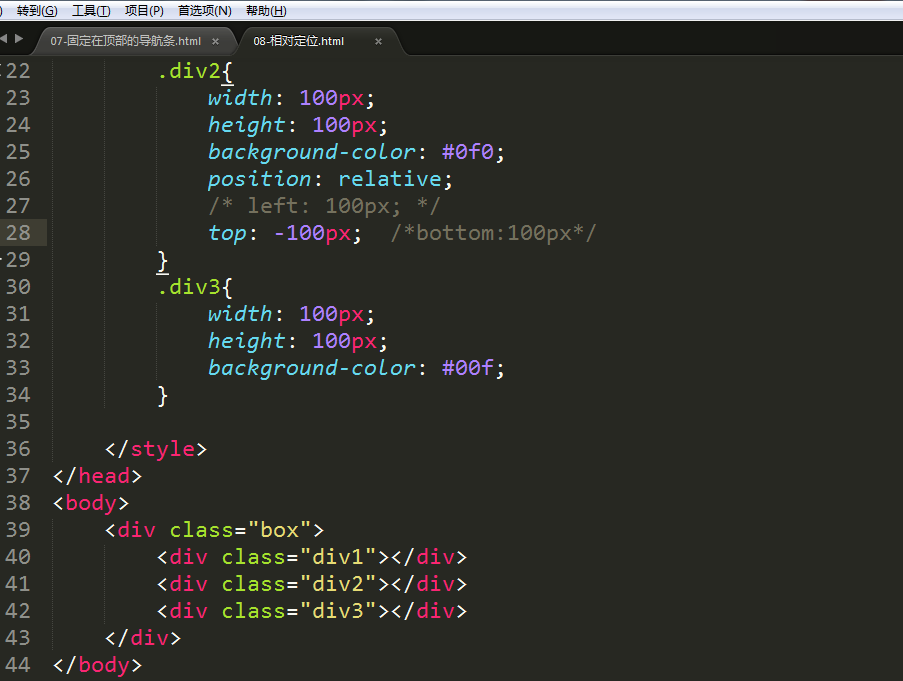 ) 转到(G) 工具(T) 项目(P) 首选项(N) 帮助(H)
07-固定在顶部的导航条.html × 08-相对定位.html ×
22 .div2{
23 width: 100px;
24 height: 100px;
25 background-color: #0f0;
26 position: relative;
27 /* left: 100px; */
28 top: -100px; /*bottom:100px*/
29 }
30 .div3{
31 width: 100px;
32 height: 100px;
33 background-color: #00f;
34 }
35
36 </style>
37 </head>
38 <body>
39 <div class="box">
40 <div class="div1"></div>
41 <div class="div2"></div>
42 <div class="div3"></div>
43 </div>
44 </body>